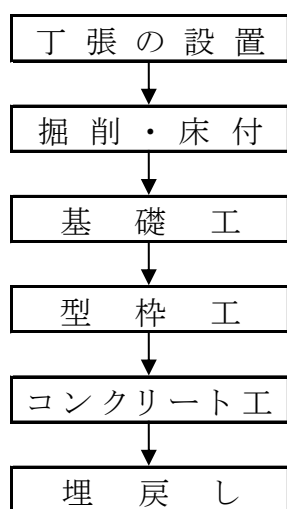 丁張の設置
掘削・床付
基礎工
型枠工
コンクリート工
埋戻し